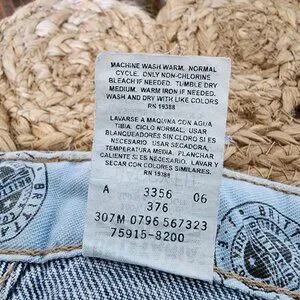 MACHINE WASH WARM. NORMAL
CYCLE. ONLY NON-CHLORINE
BLEACH IF NEEDED. TUMBLE DRY
MEDIUM. WARM IRON IF NEEDED.
WASH AND DRY WITH LIKE COLORS
RN 19388
LAVARSE A MAQUINA CON AGUA
TIBIA. CICLO NORMAL. USAR
BLANQUEADORES SIN CLORO SI ES
NECESARIO. USAR SECADORA,
TEMPERATURA MEDIA. PLANCHAR
CALIENTE SI ES NECESARIO. LAVAR Y
SECAR CON COLORES SIMILARES.
RN 19388
A 3356 06
376
307M 0796 567323
75915-8200